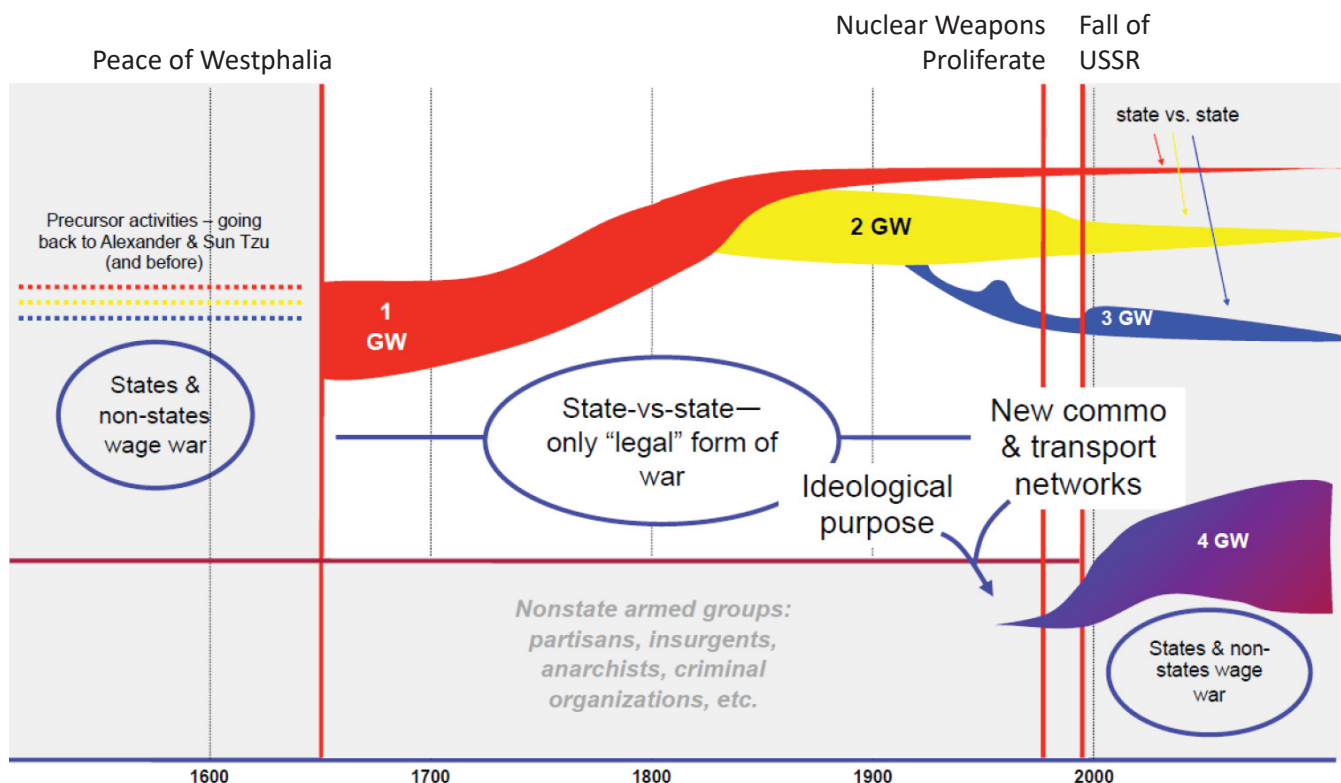 Peace of Westphalia
Nuclear Weapons
Proliferate
Fall of
USSR
state vs. state
Precursor activities – going
back to Alexander & Sun Tzu
(and before)
1
GW
2 GW
3 GW
States &
non-states
wage war
State-vs-state—
only “legal” form of
war
New commo
& transport
networks
Ideological
purpose
4 GW
Nonstate armed groups:
partisans, insurgents,
anarchists, criminal
organizations, etc.
States & non-
states wage
war
1600
1700
1800
1900
2000